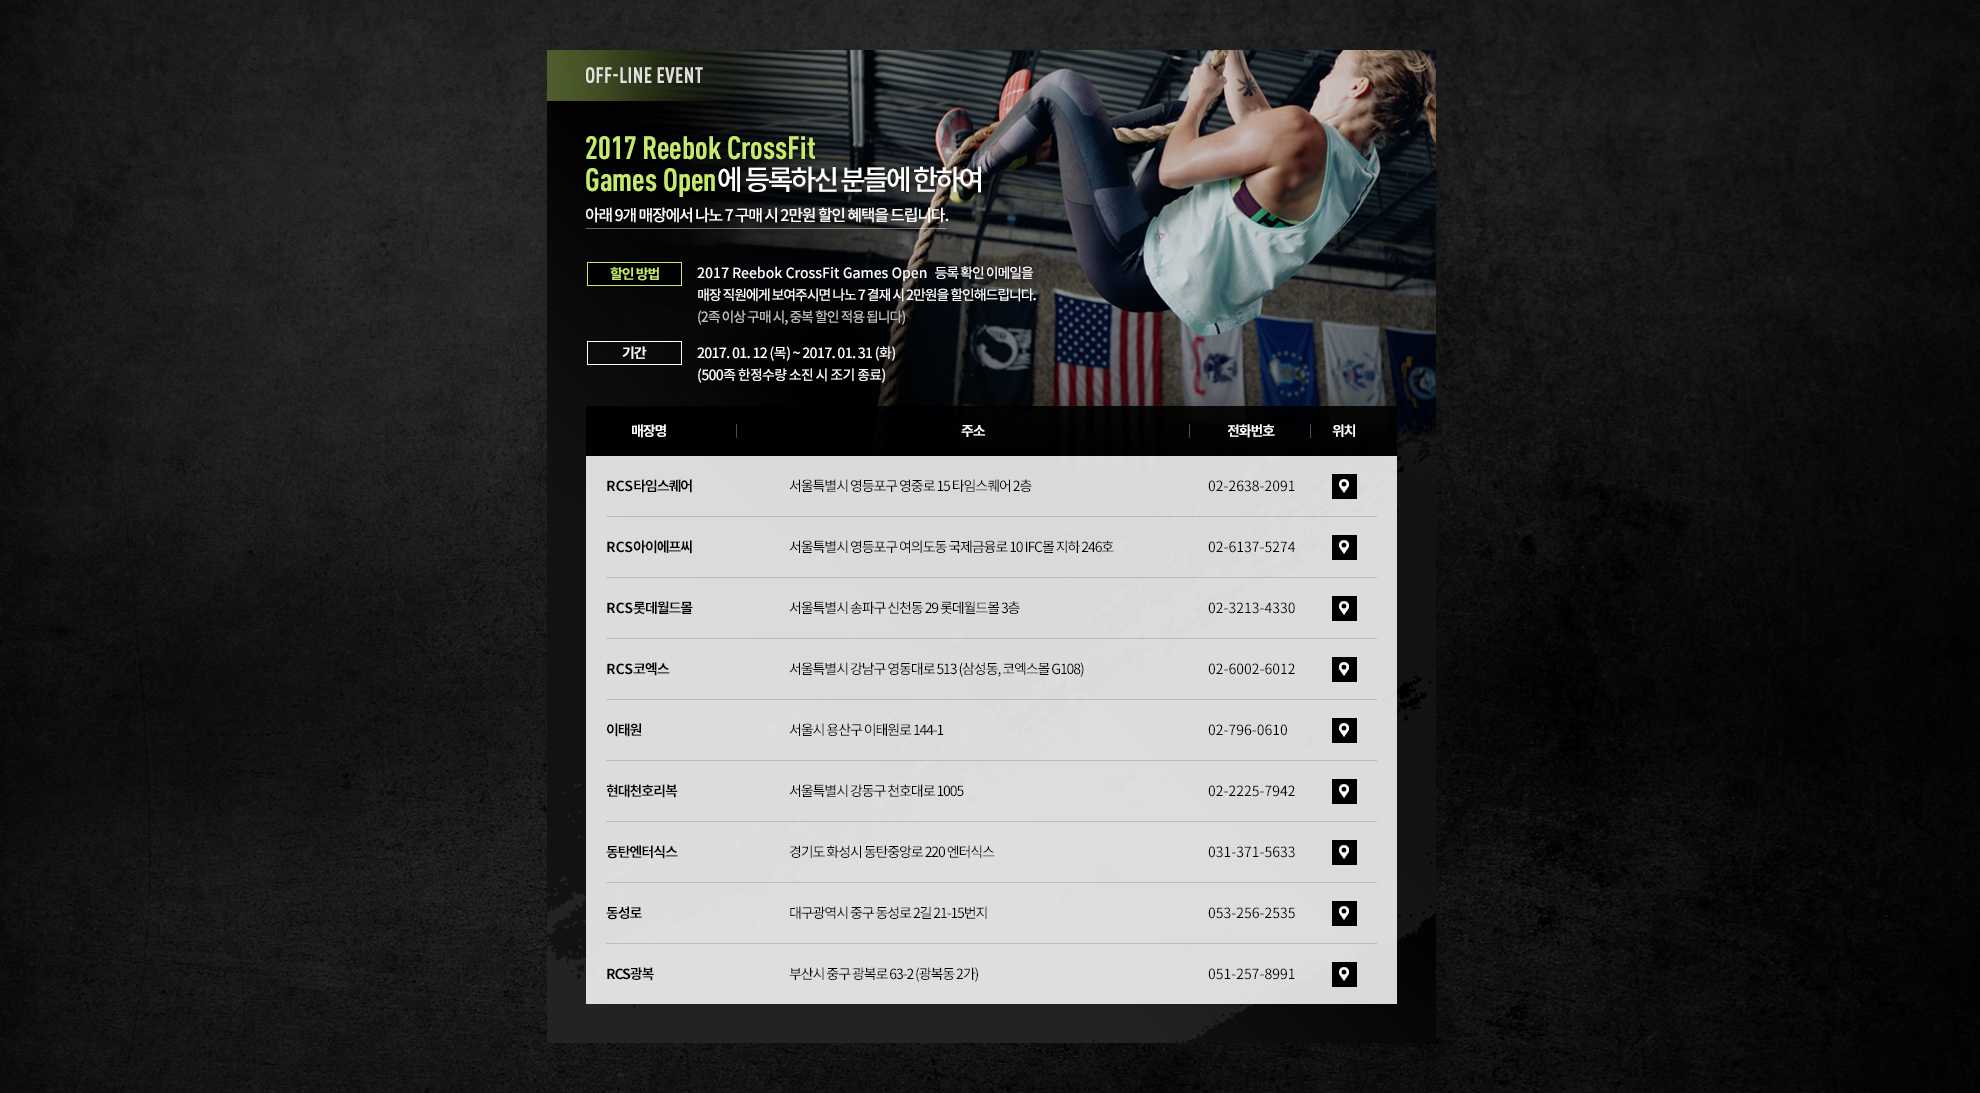 OFF-LINE EVENT
2017 Reebok CrossFit
Games Open에 등록하신 분들에 한하여
아래 9개 매장에서 나노 7 구매 시 2만원 할인 혜택을 드립니다.
할인 방법
2017 Reebok CrossFit Games Open 등록 확인 이메일을
매장 직원에게 보여주시면 나노 7 결재 시 2만원을 할인해드립니다.
(2족 이상 구매 시, 중복 할인 적용 됩니다)
기간
2017. 01. 12 (목) ~ 2017. 01. 31 (화)
(500족 한정수량 소진 시 조기 종료)
매장명 주소 전화번호 위치
RCS타임스퀘어 서울특별시 영등포구 영중로 15 타임스퀘어 2층 02-2638-2091
RCS아이에프씨 서울특별시 영등포구 여의도동 국제금융로 10 IFC몰 지하 246호 02-6137-5274
RCS롯데월드몰 서울특별시 송파구 신천동 29 롯데월드몰 3층 02-3213-4330
RCS코엑스 서울특별시 강남구 영동대로 513 (삼성동, 코엑스몰 G108) 02-6002-6012
이태원 서울시 용산구 이태원로 144-1 02-796-0610
현대천호리복 서울특별시 강동구 천호대로 1005 02-2225-7942
동탄엔터식스 경기도 화성시 동탄중앙로 220 엔터식스 031-371-5633
동성로 대구광역시 중구 동성로 2길 21-15번지 053-256-2535
RCS광복 부산시 중구 광복로 63-2 (광복동 2가) 051-257-8991